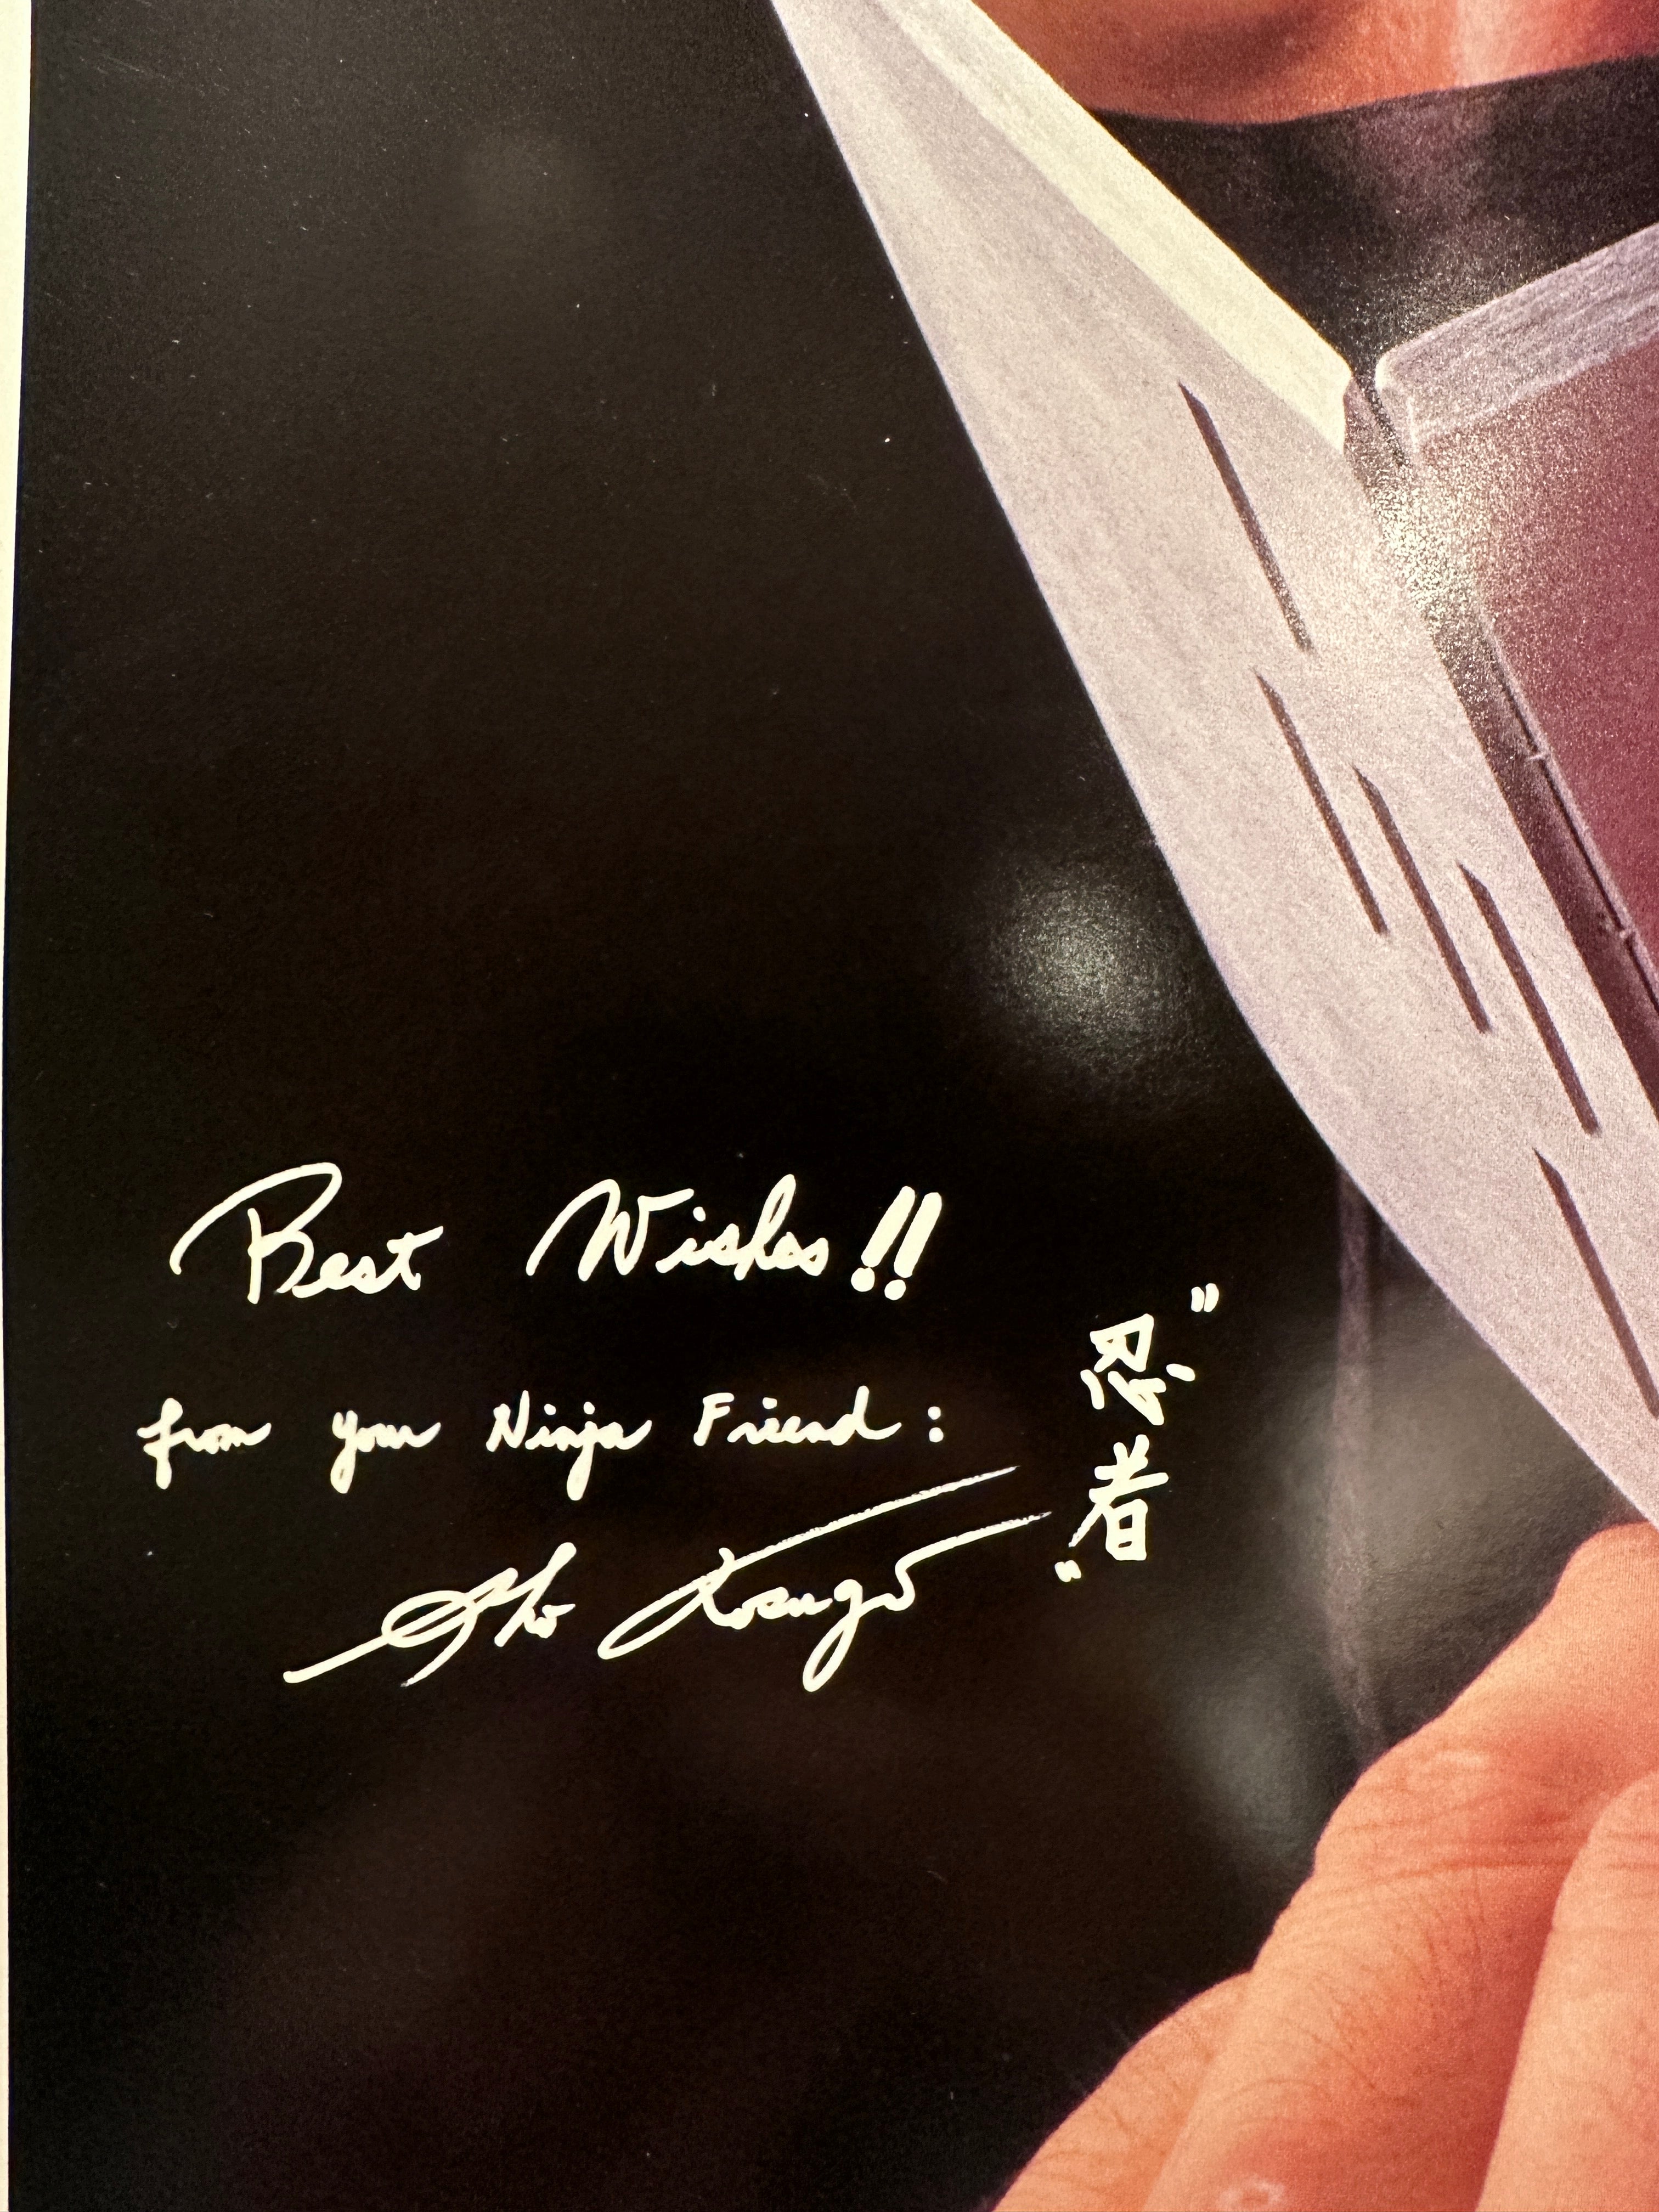 Best Wishes!!
from your Ninja Friend:
Sho Kosugi
"忍者"